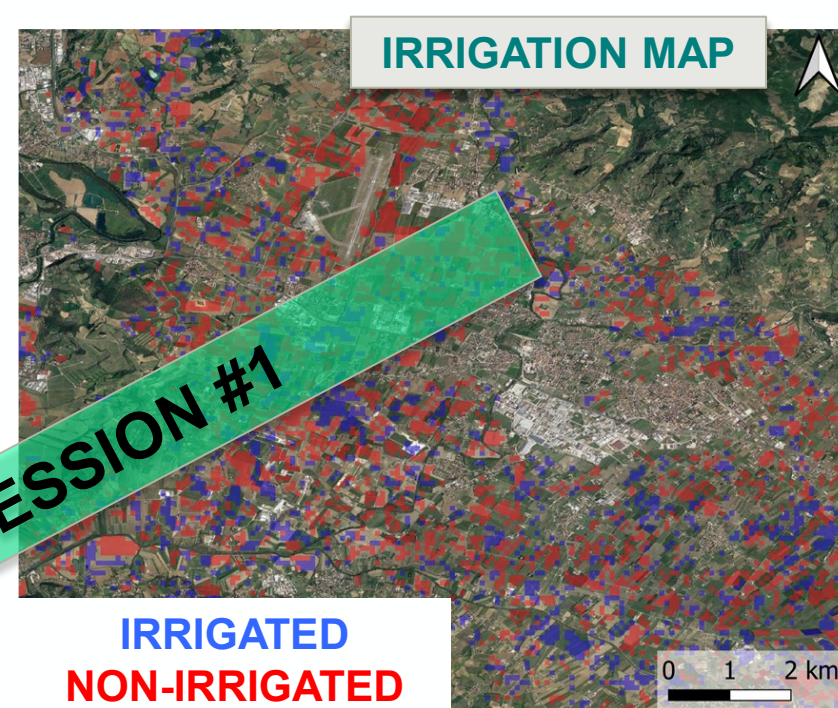 IRRIGATION MAP
ESSION #1
IRRIGATED
NON-IRRIGATED
0 1 2 km